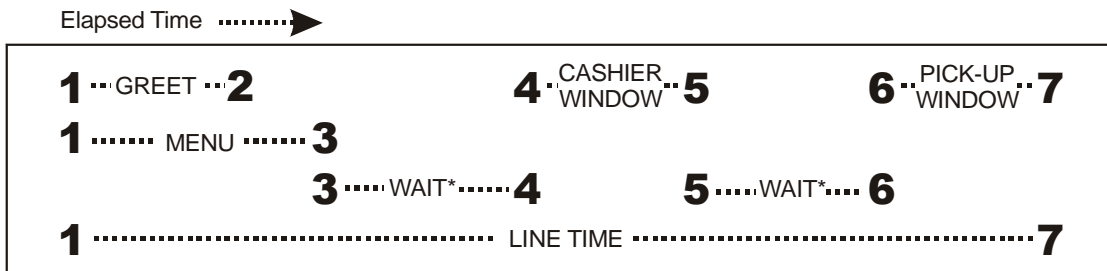 Elapsed Time
1 GREET 2 4 CASHIER WINDOW 5 6 PICK-UP WINDOW 7
1 MENU 3
3 WAIT* 4 5 WAIT* 6
1 LINE TIME 7